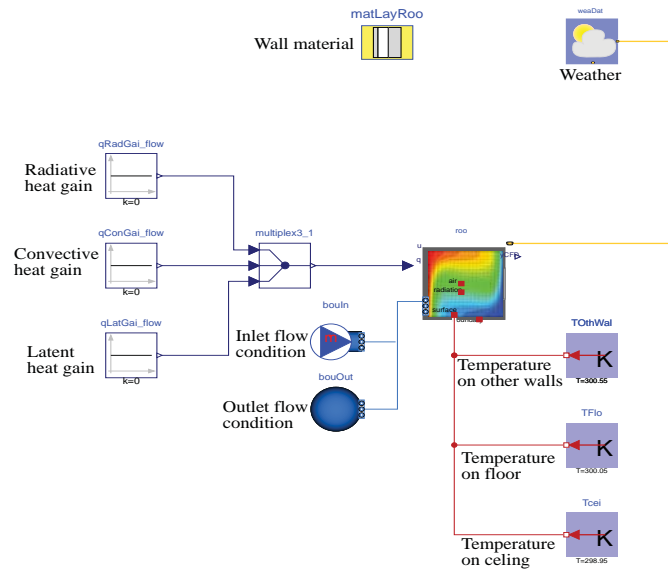 matLayRoo
Wall material
weaDat
Weather
qRadGai_flow
Radiative
heat gain
k=0
qConGai_flow
Convective
heat gain
k=0
multiplex3_1
qLatGai_flow
Latent
heat gain
k=0
roo
u
q
yCFD
air
radiation
surface
bouIn
m
Inlet flow
condition
bouOut
Outlet flow
condition
TOthWal
Temperature
on other walls
K
T=300.55
TFlo
Temperature
on floor
K
T=300.05
Tcei
Temperature
on celing
K
T=298.95